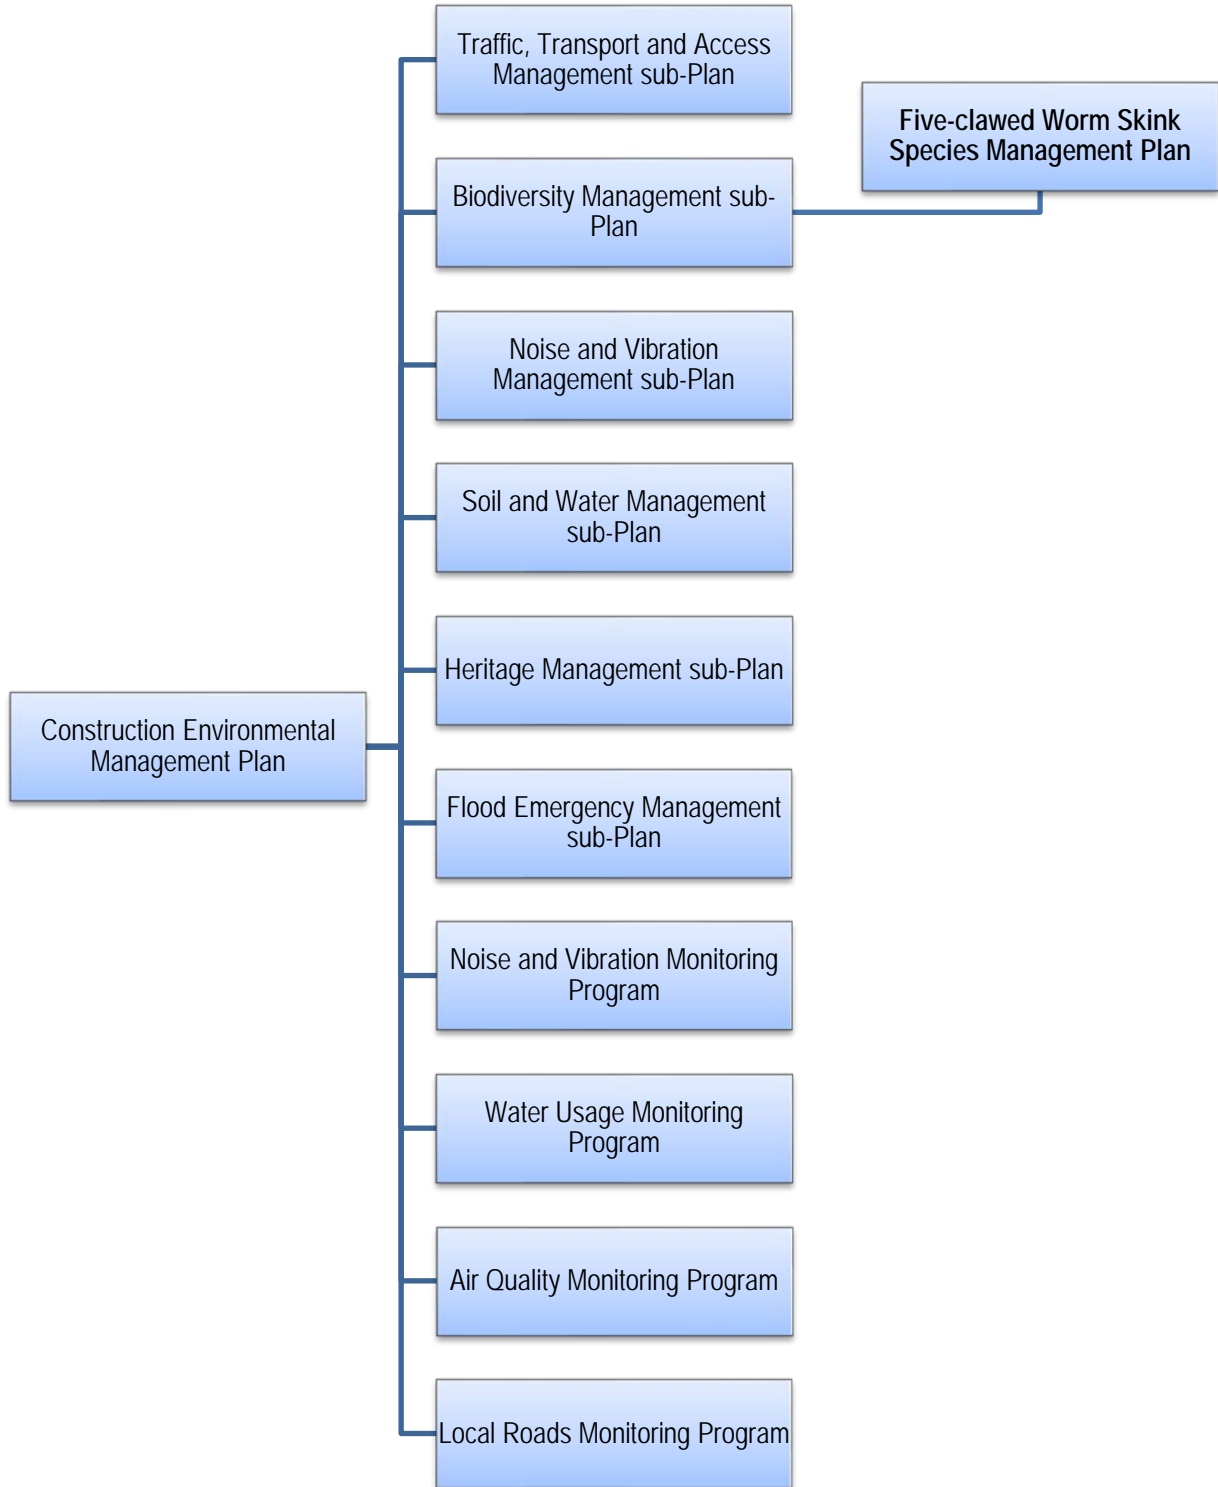 Traffic, Transport and Access
Management sub-Plan
Five-clawed Worm Skink
Species Management Plan
Biodiversity Management sub-
Plan
Noise and Vibration
Management sub-Plan
Soil and Water Management
sub-Plan
Heritage Management sub-Plan
Construction Environmental
Management Plan
Flood Emergency Management
sub-Plan
Noise and Vibration Monitoring
Program
Water Usage Monitoring
Program
Air Quality Monitoring Program
Local Roads Monitoring Program